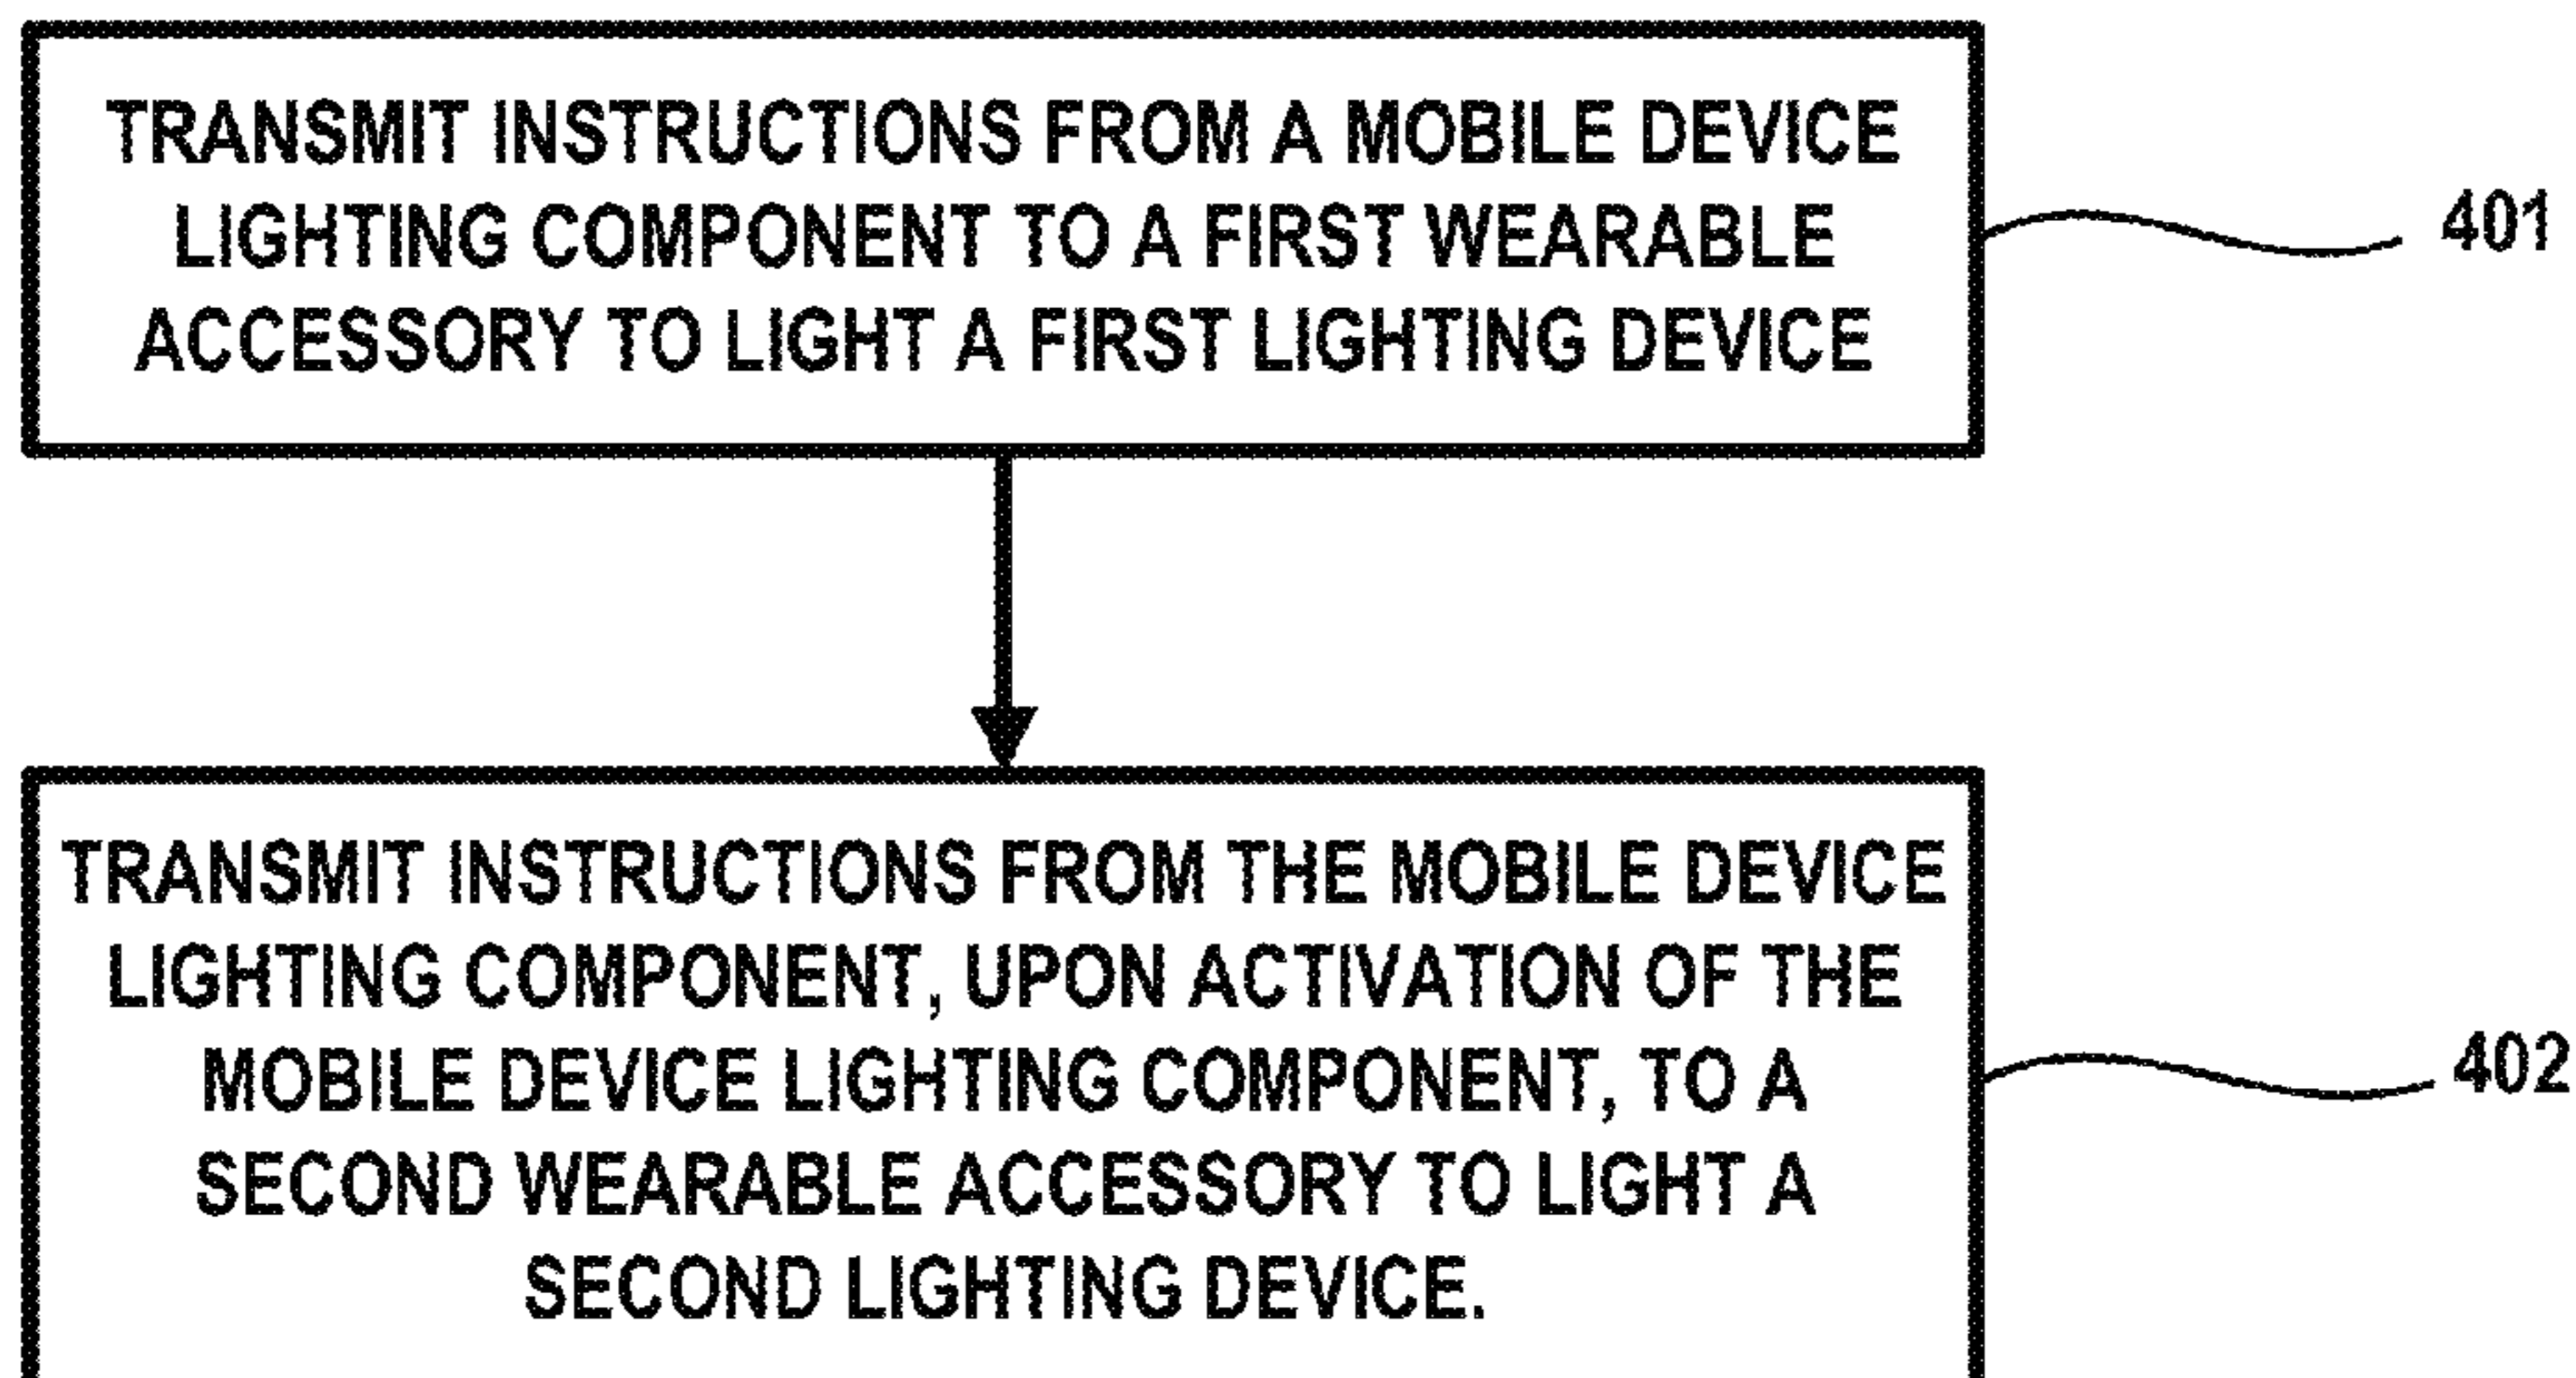 TRANSMIT INSTRUCTIONS FROM A MOBILE DEVICE
LIGHTING COMPONENT TO A FIRST WEARABLE
ACCESSORY TO LIGHT A FIRST LIGHTING DEVICE
401
TRANSMIT INSTRUCTIONS FROM THE MOBILE DEVICE
LIGHTING COMPONENT, UPON ACTIVATION OF THE
MOBILE DEVICE LIGHTING COMPONENT, TO A
SECOND WEARABLE ACCESSORY TO LIGHT A
SECOND LIGHTING DEVICE.
402